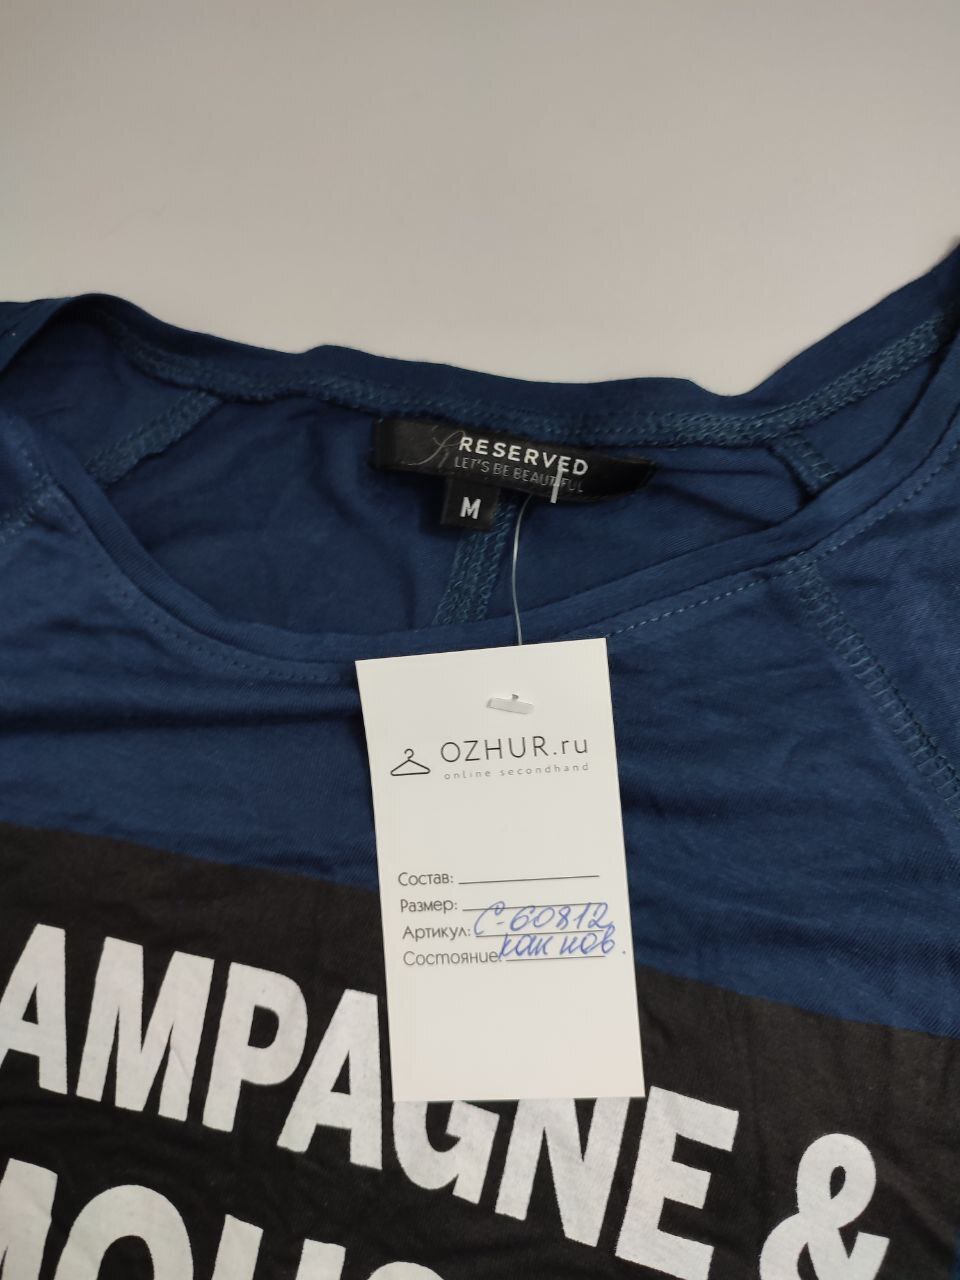 RESERVED
LET'S BE BEAUTIFUL
M
OZHUR.ru
online secondhand
Состав:
Размер:
Артикул: С-60812
Состояние: как нов.
AMPAGNE &